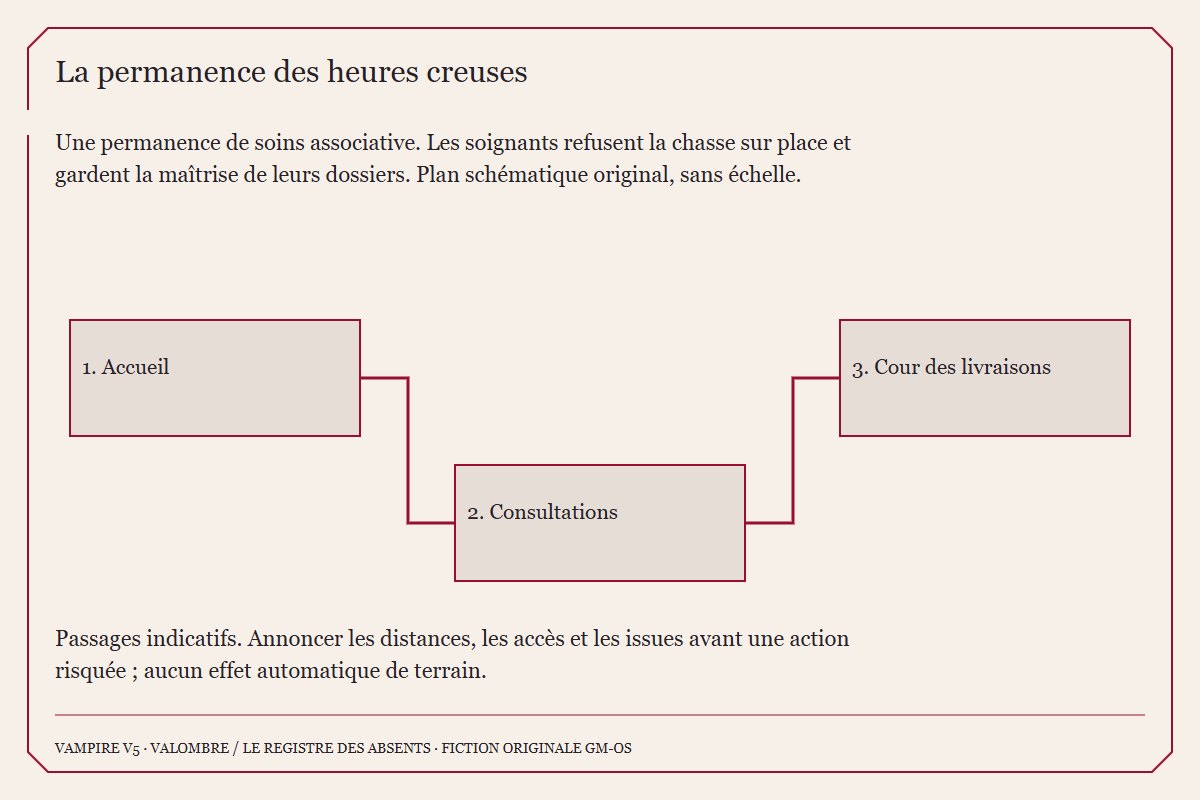 La permanence des heures creuses
Une permanence de soins associative. Les soignants refusent la chasse sur place et
gardent la maîtrise de leurs dossiers. Plan schématique original, sans échelle.
1. Accueil
3. Cour des livraisons
2. Consultations
Passages indicatifs. Annoncer les distances, les accès et les issues avant une action
risquée ; aucun effet automatique de terrain.
VAMPIRE V5 · VALOMBRE / LE REGISTRE DES ABSENTS · FICTION ORIGINALE GM-OS